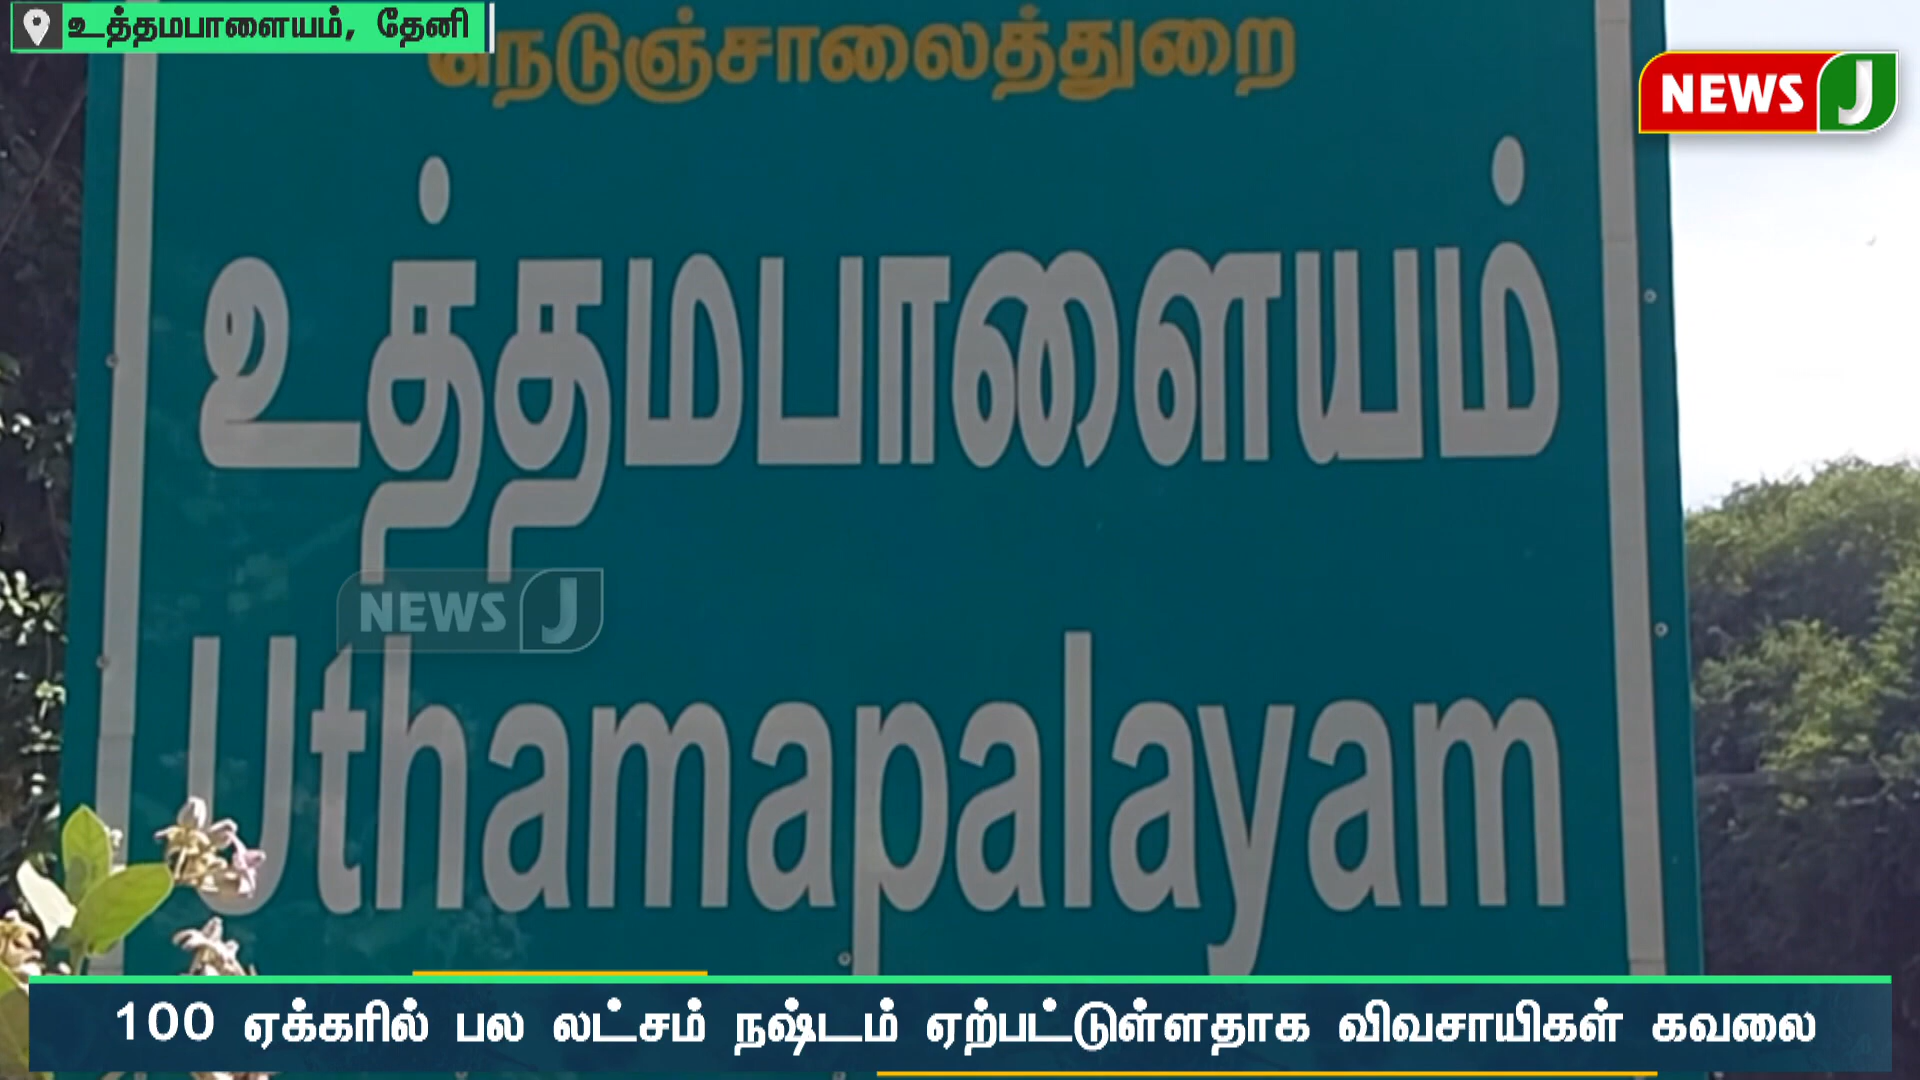 உத்தமபாளையம், தேனி
நெடுஞ்சாலைத்துறை
NEWS J
உத்தமபாளையம்
NEWS J
Uthamapalayam
100 ஏக்கரில் பல லட்சம் நஷ்டம் ஏற்பட்டுள்ளதாக விவசாயிகள் கவலை